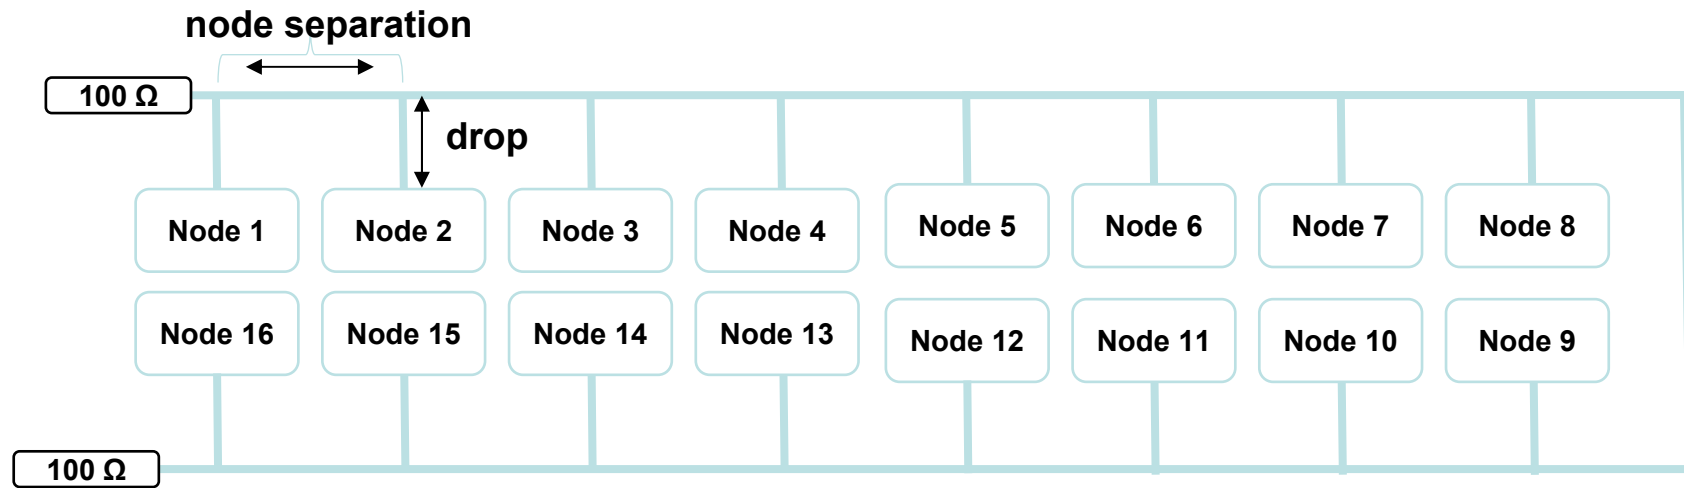 node separation
100 Ω
drop
Node 1
Node 2
Node 3
Node 4
Node 5
Node 6
Node 7
Node 8
Node 16
Node 15
Node 14
Node 13
Node 12
Node 11
Node 10
Node 9
100 Ω